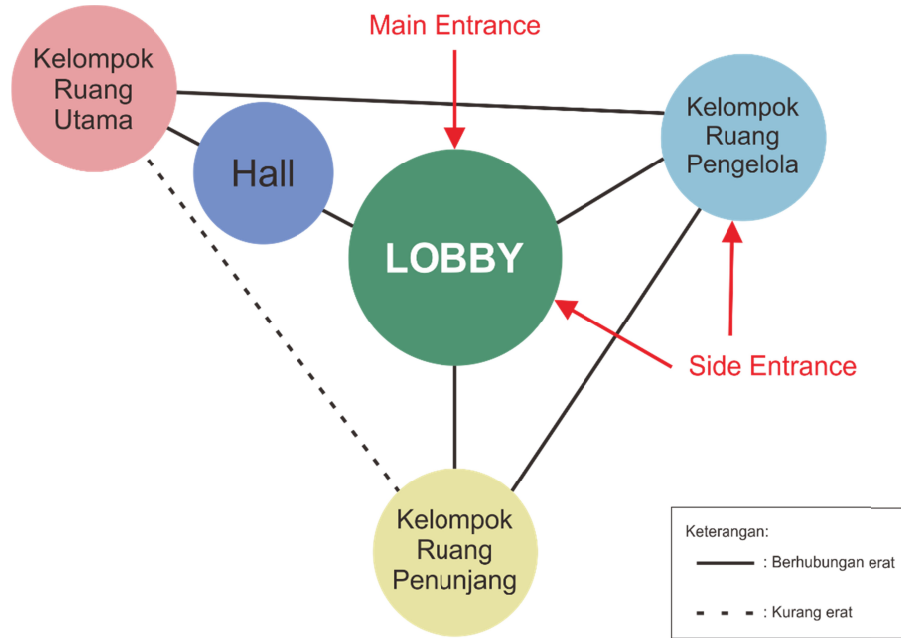 Main Entrance
Kelompok
Ruang
Utama
Hall
Kelompok
Ruang
Pengelola
LOBBY
Side Entrance
Kelompok
Ruang
Penunjang
Keterangan:
: Berhubungan erat
: Kurang erat